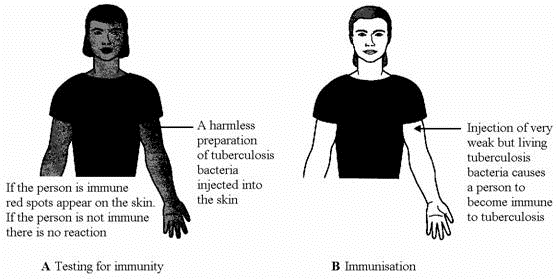 A harmless
preparation
of tuberculosis
bacteria
injected into
the skin
If the person is immune
red spots appear on the skin.
If the person is not immune
there is no reaction
A Testing for immunity
Injection of very
weak but living
tuberculosis
bacteria causes
a person to
become immune
to tuberculosis
B Immunisation